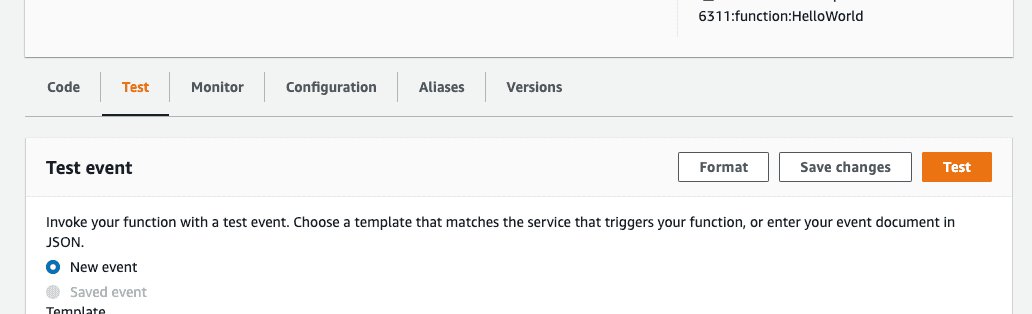 6311:function:HelloWorld
Code Test Monitor Configuration Aliases Versions
Test event Format Save changes Test
Invoke your function with a test event. Choose a template that matches the service that triggers your function, or enter your event document in
JSON.
New event
Saved event
Template